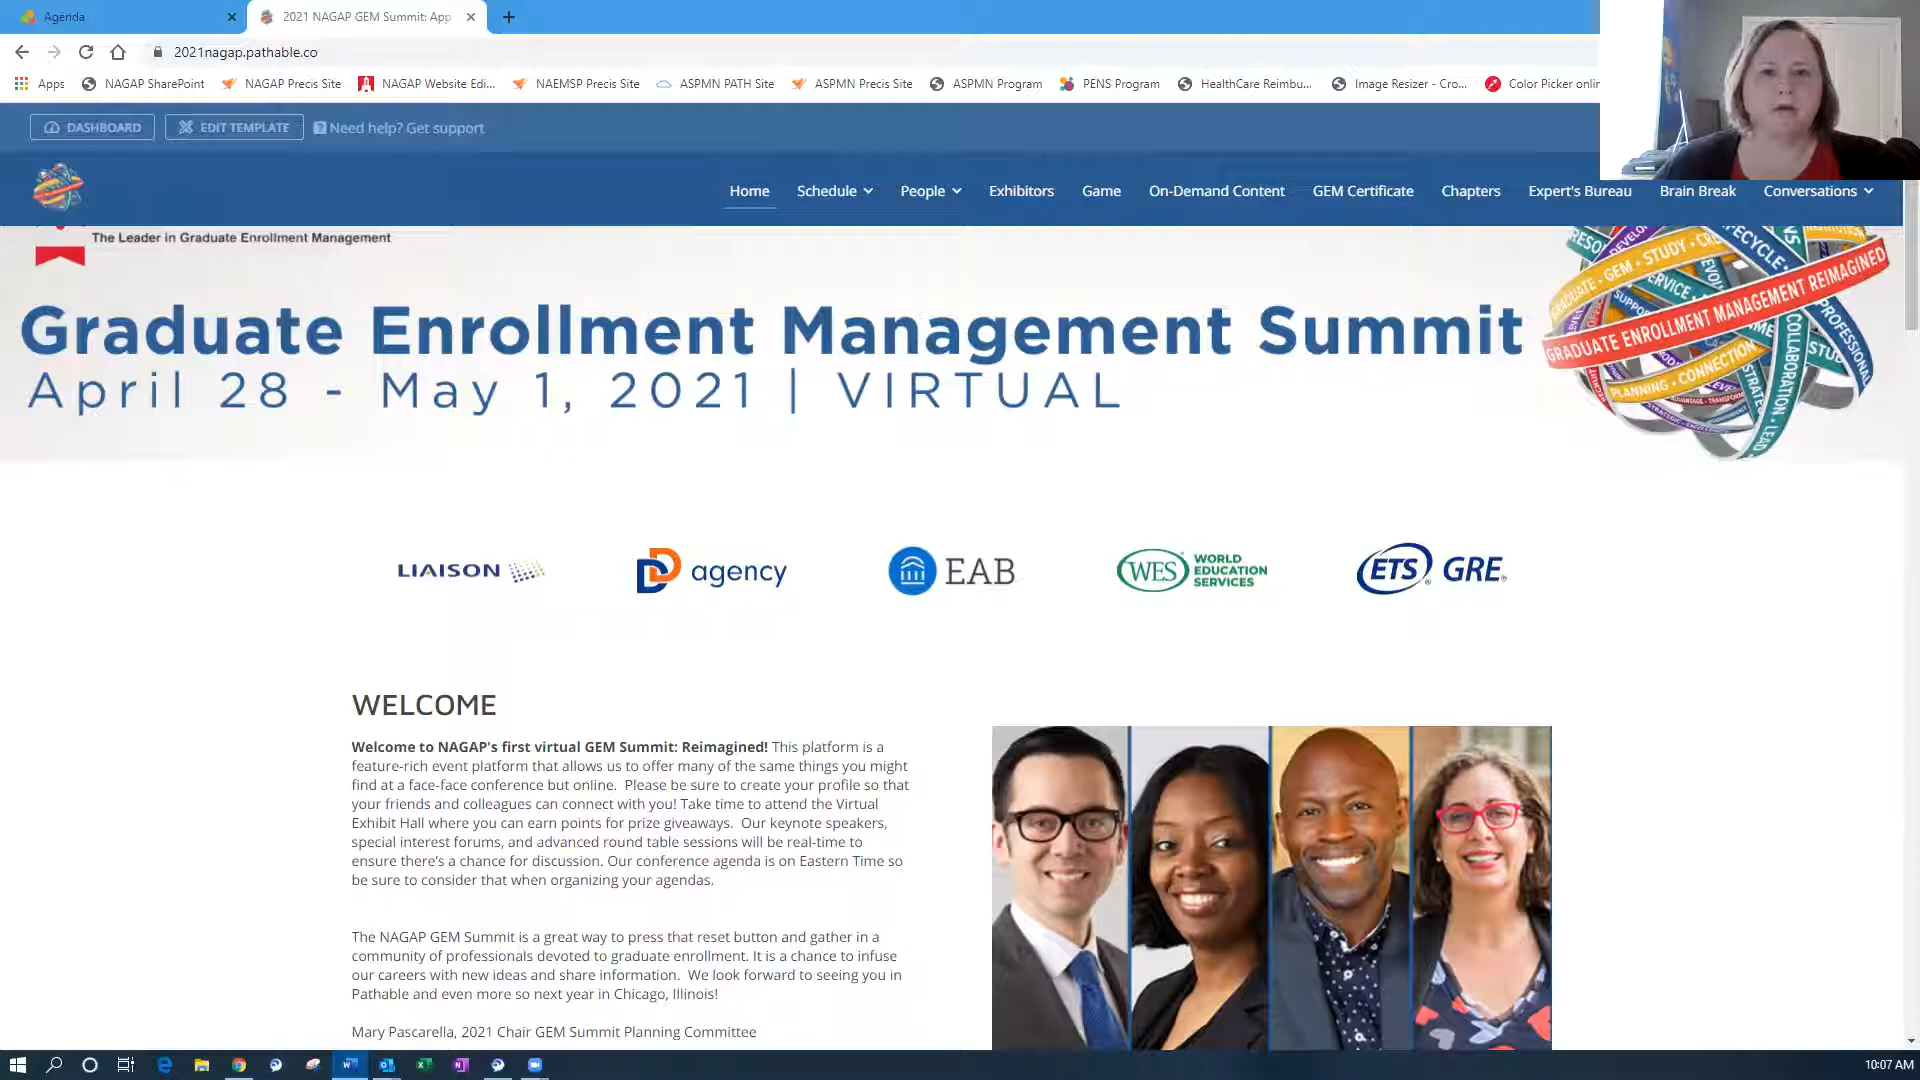 Agenda
2021 NAGAP GEM Summit: App
2021nagap.pathable.co
Apps
NAGAP SharePoint
NAGAP Precis Site
NAGAP Website Edi...
NAEMSP Precis Site
ASPMN PATH Site
ASPMN Precis Site
ASPMN Program
PENS Program
HealthCare Reimbu...
Image Resizer - Cro...
Color Picker onlin
DASHBOARD
EDIT TEMPLATE
Need help? Get support
Home
Schedule
People
Exhibitors
Game
On-Demand Content
GEM Certificate
Chapters
Expert's Bureau
Brain Break
Conversations
The Leader in Graduate Enrollment Management
Graduate Enrollment Management Summit
April 28 - May 1, 2021 | VIRTUAL
GRADUATE • GEM • STUDY •
SERVICE
SUPPO
GRADUATE ENROLLMENT MANAGEMENT REIMAGINED
PLANNING • CONNECTION
COLLABORATION • LEAD
PROFESSIONAL
LIAISON
DD agency
EAB
WES WORLD
EDUCATION
SERVICES
ETS® GRE®
WELCOME
Welcome to NAGAP's first virtual GEM Summit: Reimagined! This platform is a
feature-rich event platform that allows us to offer many of the same things you might
find at a face-face conference but online. Please be sure to create your profile so that
your friends and colleagues can connect with you! Take time to attend the Virtual
Exhibit Hall where you can earn points for prize giveaways. Our keynote speakers,
special interest forums, and advanced round table sessions will be real-time to
ensure there's a chance for discussion. Our conference agenda is on Eastern Time so
be sure to consider that when organizing your agendas.
The NAGAP GEM Summit is a great way to press that reset button and gather in a
community of professionals devoted to graduate enrollment. It is a chance to infuse
our careers with new ideas and share information. We look forward to seeing you in
Pathable and even more so next year in Chicago, Illinois!
Mary Pascarella, 2021 Chair GEM Summit Planning Committee
10:07 AM